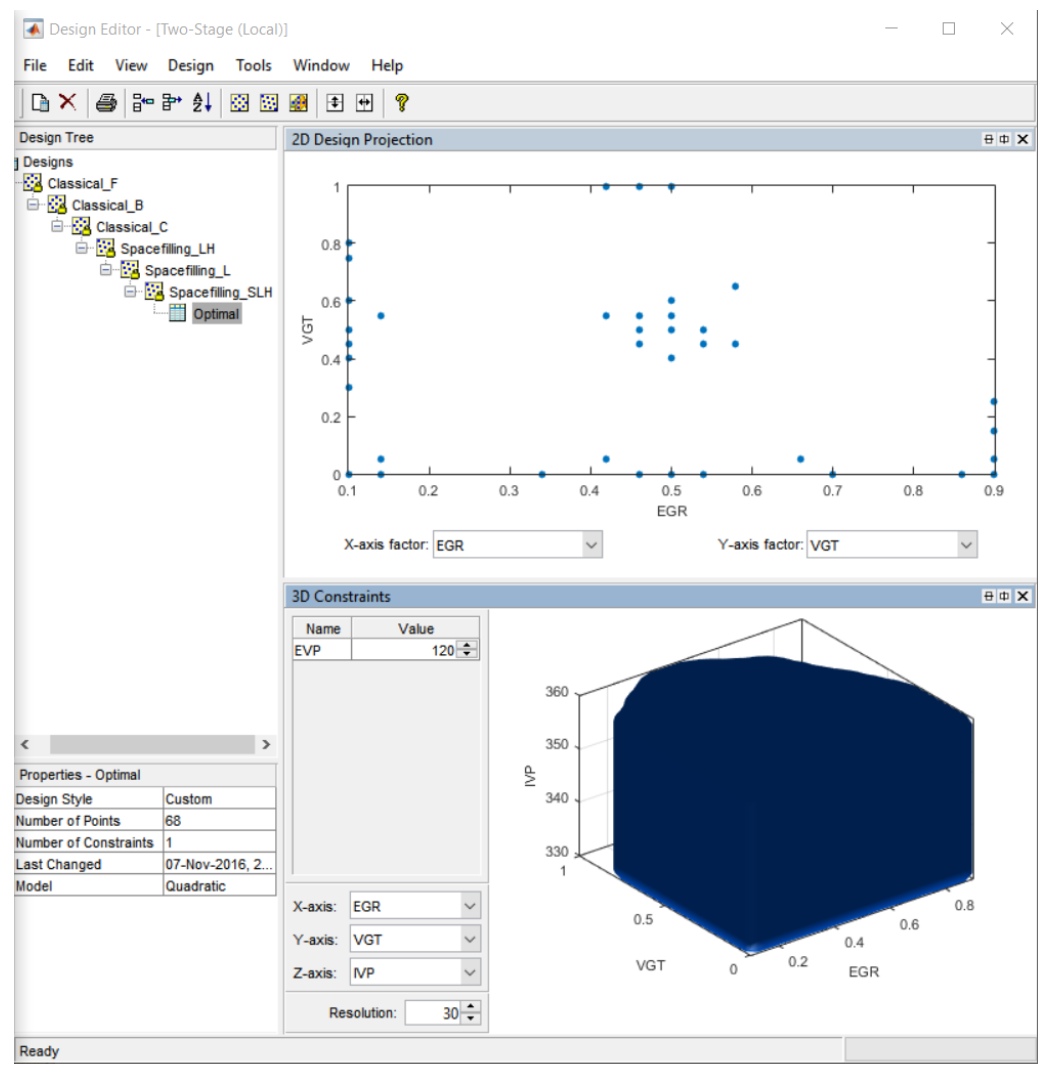 Design Editor - [Two-Stage (Local)]
File Edit View Design Tools Window Help
Design Tree
Designs
Classical_F
Classical_B
Classical_C
Spacefilling_LH
Spacefilling_L
Spacefilling_SLH
Optimal
Properties - Optimal
Design Style Custom
Number of Points 68
Number of Constraints 1
Last Changed 07-Nov-2016, 2...
Model Quadratic
2D Design Projection
1
0.8
0.6
0.4
0.2
0
VGT
0.1 0.2 0.3 0.4 0.5 0.6 0.7 0.8 0.9
EGR
X-axis factor: EGR Y-axis factor: VGT
3D Constraints
Name Value
EVP 120
X-axis: EGR
Y-axis: VGT
Z-axis: IVP
Resolution: 30
360
350
340
330
IVP
1
0.5
0
VGT
0.2
0.4
0.6
0.8
EGR
Ready